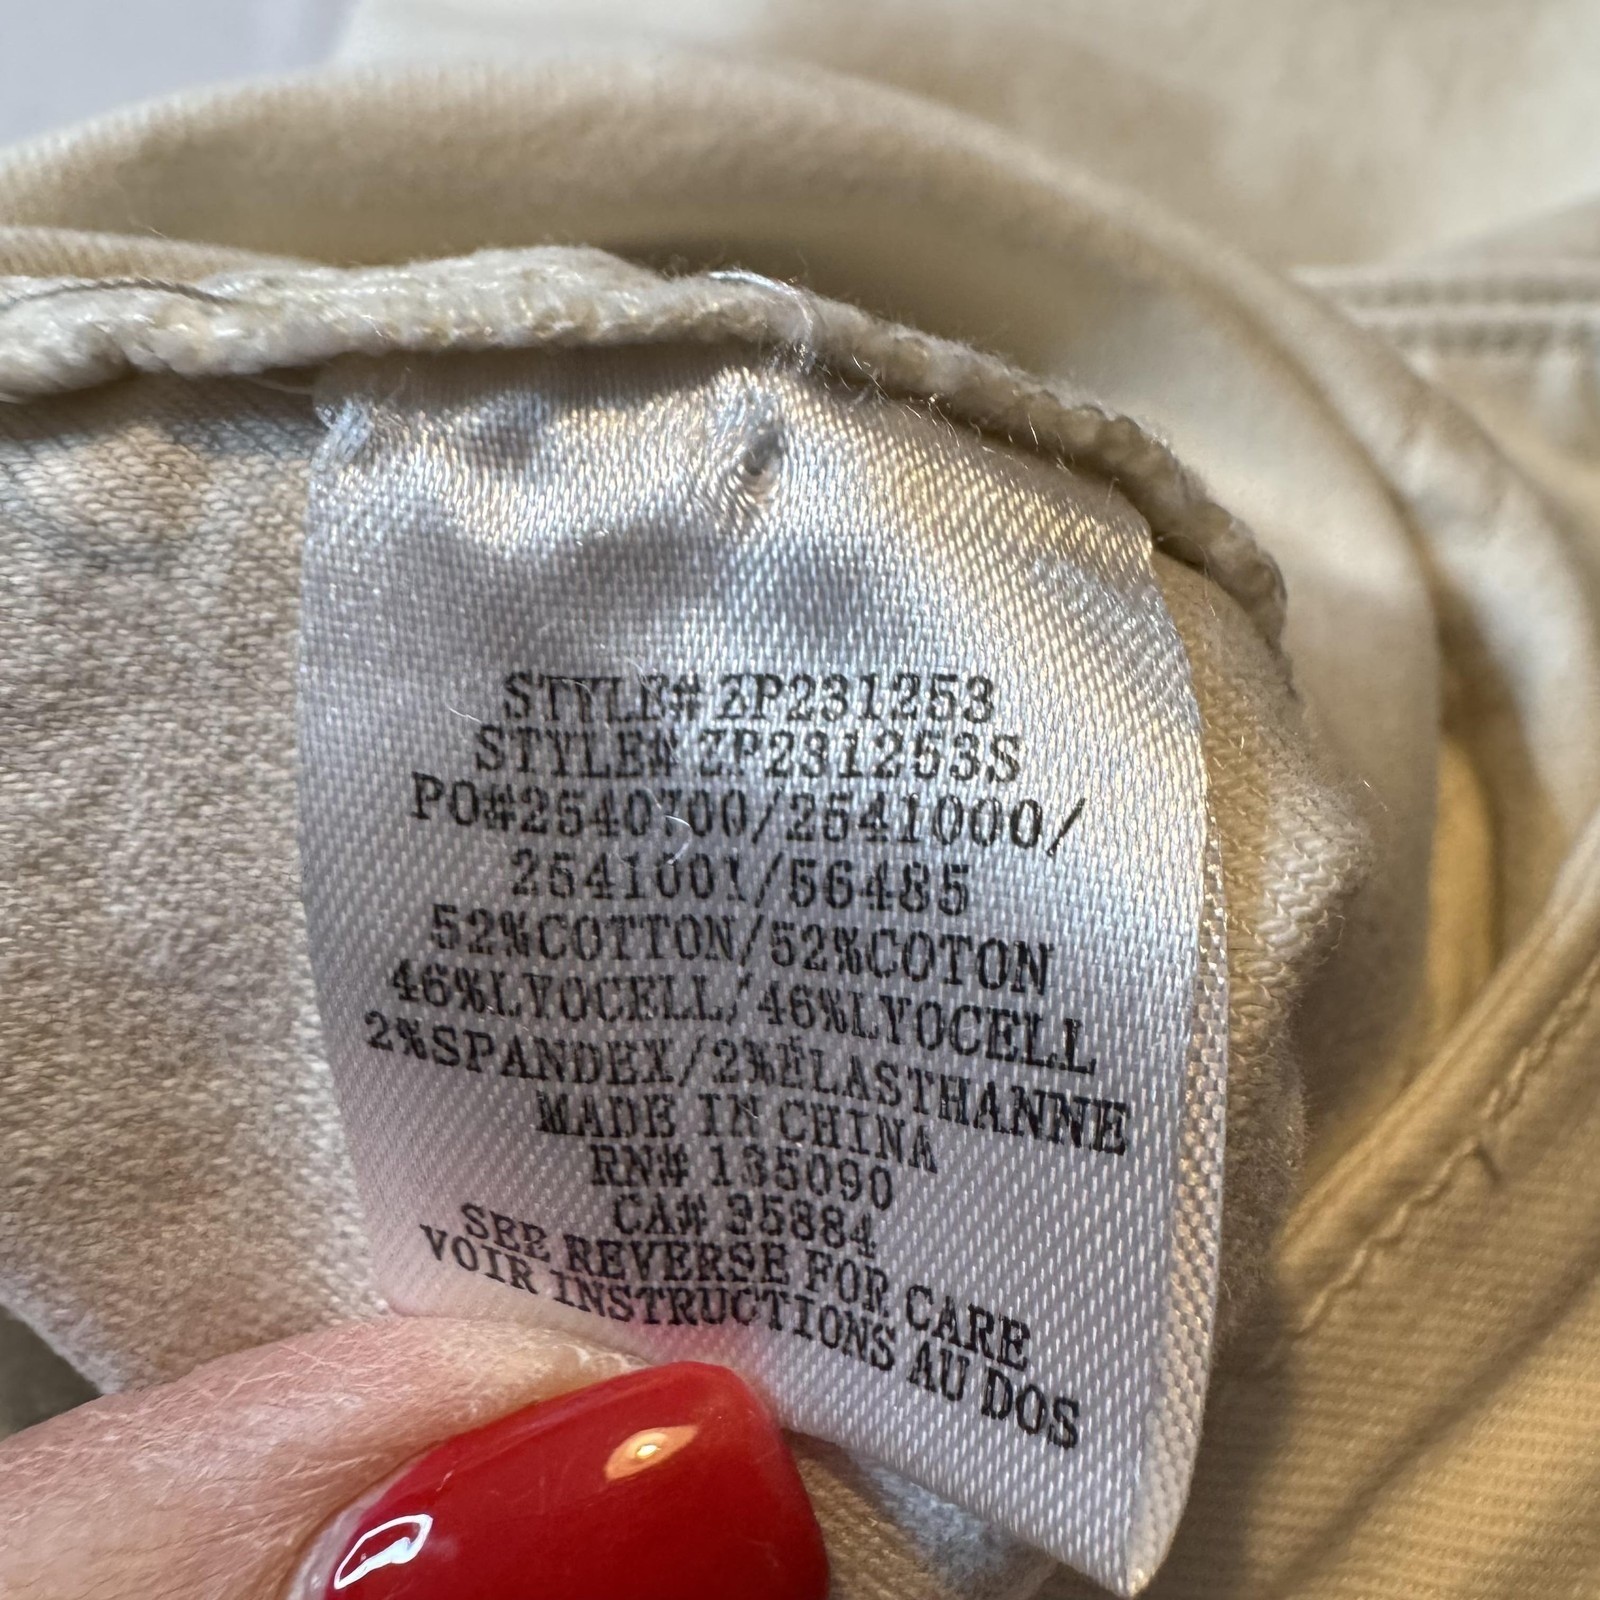 STYLE# ZP231253
STYLE# ZP231253S
PO#2540700/2541000/
2541001/56485
52%COTTON/52%COTON
46%LYOCELL/46%LYOCELL
2%SPANDEX/2%ÉLASTHANNE
MADE IN CHINA
RN# 135090
CA# 35884
SEE REVERSE FOR CARE
VOIR INSTRUCTIONS AU DOS